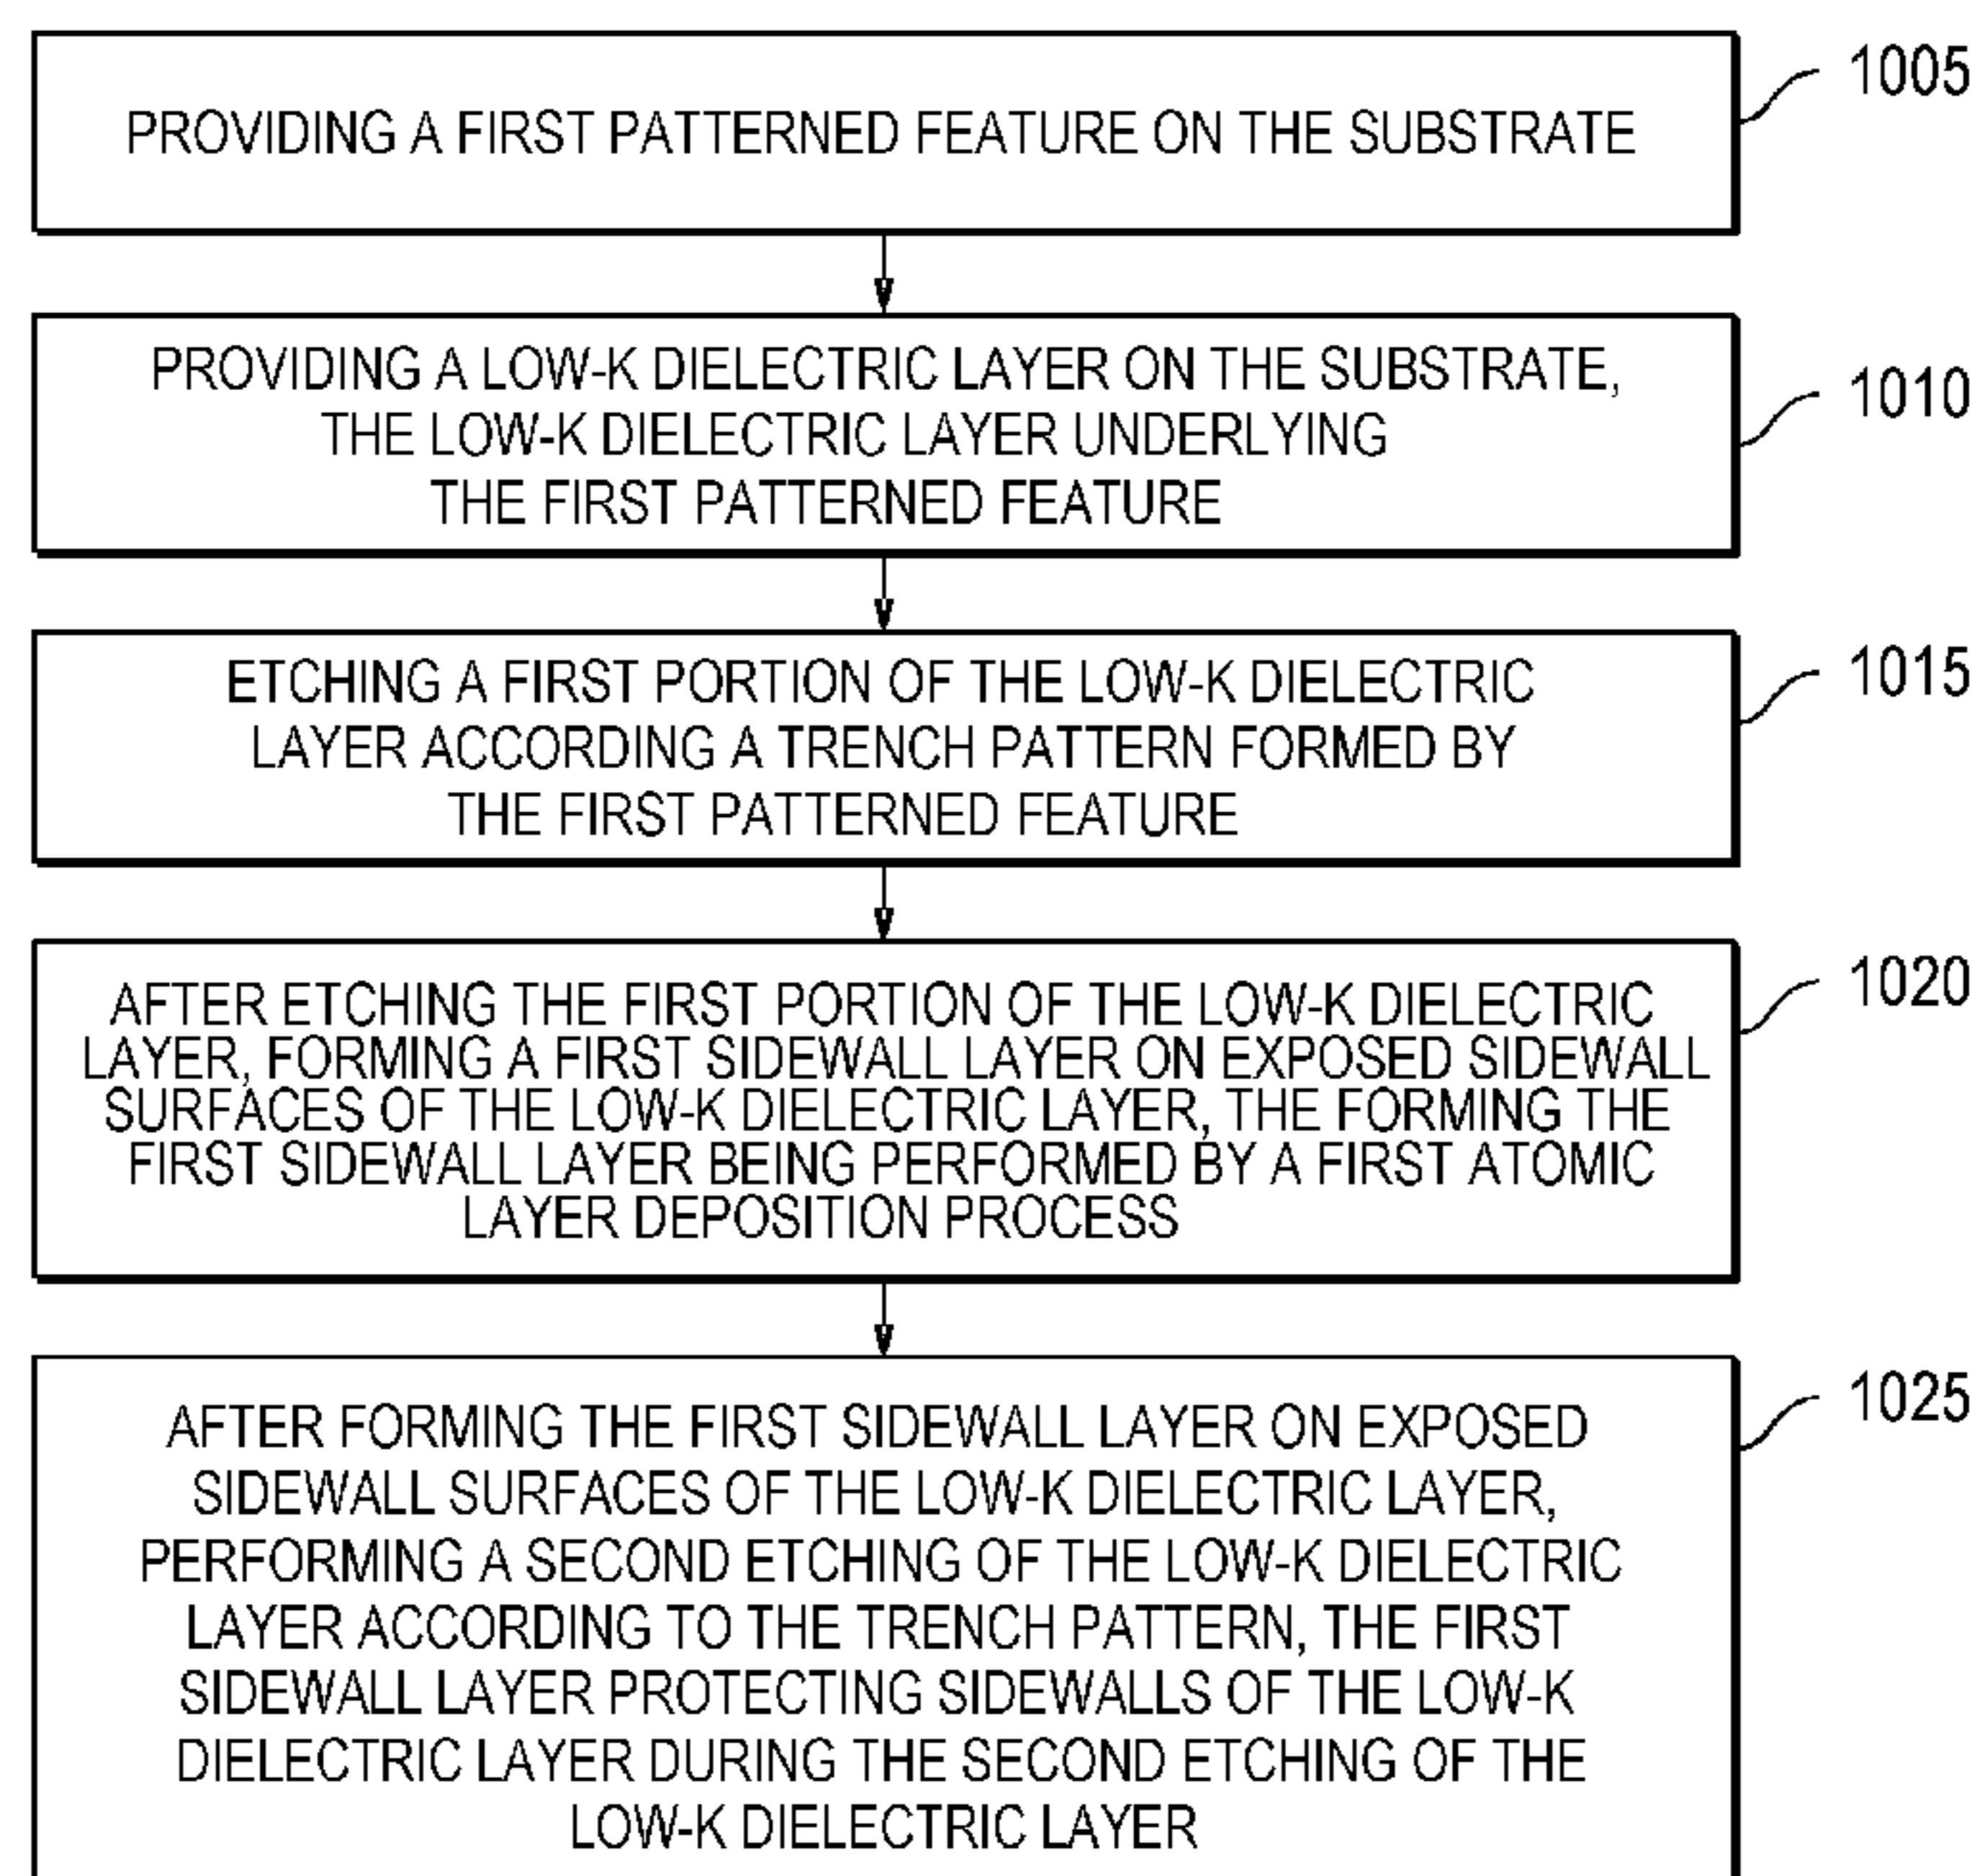 PROVIDING A FIRST PATTERNED FEATURE ON THE SUBSTRATE
1005
PROVIDING A LOW-K DIELECTRIC LAYER ON THE SUBSTRATE,
THE LOW-K DIELECTRIC LAYER UNDERLYING
THE FIRST PATTERNED FEATURE
1010
ETCHING A FIRST PORTION OF THE LOW-K DIELECTRIC
LAYER ACCORDING A TRENCH PATTERN FORMED BY
THE FIRST PATTERNED FEATURE
1015
AFTER ETCHING THE FIRST PORTION OF THE LOW-K DIELECTRIC
LAYER, FORMING A FIRST SIDEWALL LAYER ON EXPOSED SIDEWALL
SURFACES OF THE LOW-K DIELECTRIC LAYER, THE FORMING THE
FIRST SIDEWALL LAYER BEING PERFORMED BY A FIRST ATOMIC
LAYER DEPOSITION PROCESS
1020
AFTER FORMING THE FIRST SIDEWALL LAYER ON EXPOSED
SIDEWALL SURFACES OF THE LOW-K DIELECTRIC LAYER,
PERFORMING A SECOND ETCHING OF THE LOW-K DIELECTRIC
LAYER ACCORDING TO THE TRENCH PATTERN, THE FIRST
SIDEWALL LAYER PROTECTING SIDEWALLS OF THE LOW-K
DIELECTRIC LAYER DURING THE SECOND ETCHING OF THE
LOW-K DIELECTRIC LAYER
1025